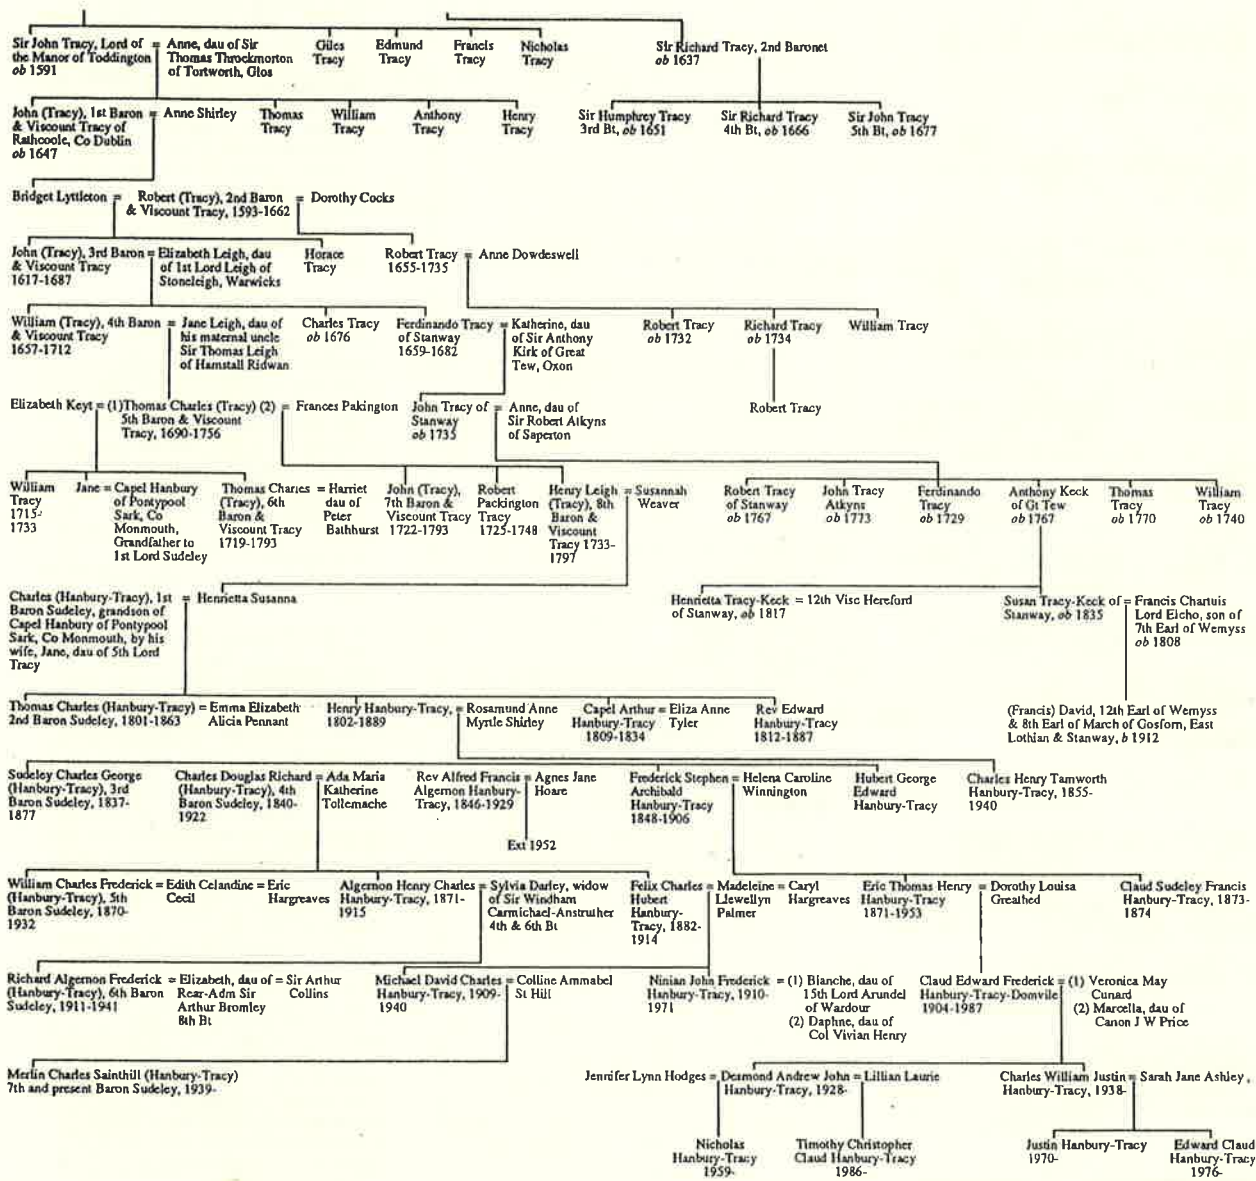 Sir John Tracy, Lord of
the Manor of Toddington
ob 1591
=
Anne, dau of Sir
Thomas Throckmorton
of Tortworth, Glos
Giles
Tracy
Edmund
Tracy
Francis
Tracy
Nicholas
Tracy
Sir Richard Tracy, 2nd Baronet
ob 1637
John (Tracy), 1st Baron
& Viscount Tracy of
Rathcoole, Co Dublin
ob 1647
=
Anne Shirley
Thomas
Tracy
William
Tracy
Anthony
Tracy
Henry
Tracy
Sir Humphrey Tracy
3rd Bt, ob 1651
Sir Richard Tracy
4th Bt, ob 1666
Sir John Tracy
5th Bt, ob 1677
Bridget Lyttleton =
Robert (Tracy), 2nd Baron
& Viscount Tracy, 1593-1662
= Dorothy Cocks
John (Tracy), 3rd Baron
& Viscount Tracy
1617-1687
=
Elizabeth Leigh, dau
of 1st Lord Leigh of
Stoneleigh, Warwicks
Horace
Tracy
Robert Tracy
1655-1735
= Anne Dowdeswell
William (Tracy), 4th Baron
& Viscount Tracy
1657-1712
=
Jane Leigh, dau of
his maternal uncle
Sir Thomas Leigh
of Hamstall Ridwan
Charles Tracy
ob 1676
Ferdinando Tracy
of Stanway
1659-1682
=
Katherine, dau
of Sir Anthony
Kirk of Great
Tew, Oxon
Robert Tracy
ob 1732
Richard Tracy
ob 1734
William Tracy
Elizabeth Keyt =
(1)Thomas Charles (Tracy) (2)
5th Baron & Viscount
Tracy, 1690-1756
= Frances Pakington
John Tracy of
Stanway
ob 1735
=
Anne, dau of
Sir Robert Atkyns
of Saperton
Robert Tracy
William
Tracy
1715-
1733
Jane =
Capel Hanbury
of Pontypool
Sark, Co
Monmouth,
Grandfather to
1st Lord Sudeley
Thomas Charles
(Tracy), 6th
Baron &
Viscount Tracy
1719-1793
=
Harriet
dau of
Peter
Bathhurst
John (Tracy),
7th Baron &
Viscount Tracy
1722-1793
Robert
Packington
Tracy
1725-1748
Henry Leigh
(Tracy), 8th
Baron &
Viscount
Tracy 1733-
1797
=
Susannah
Weaver
Robert Tracy
of Stanway
ob 1767
John Tracy
Atkyns
ob 1773
Ferdinando
Tracy
ob 1729
Anthony Keck
of Gt Tew
ob 1767
Thomas
Tracy
ob 1770
William
Tracy
ob 1740
Charles (Hanbury-Tracy), 1st
Baron Sudeley, grandson of
Capel Hanbury of Pontypool
Sark, Co Monmouth, by his
wife, Jane, dau of 5th Lord
Tracy
= Henrietta Susanna
Henrietta Tracy-Keck = 12th Visc Hereford
of Stanway, ob 1817
Susan Tracy-Keck of
Stanway, ob 1835
=
Francis Chartuis
Lord Elcho, son of
7th Earl of Wemyss
ob 1808
Thomas Charles (Hanbury-Tracy)
2nd Baron Sudeley, 1801-1863
=
Emma Elizabeth
Alicia Pennant
Henry Hanbury-Tracy,
1802-1889
=
Rosamund Anne
Myrtle Shirley
Capel Arthur
Hanbury-Tracy
1809-1834
=
Eliza Anne
Tyler
Rev Edward
Hanbury-Tracy
1812-1887
(Francis) David, 12th Earl of Wemyss
& 8th Earl of March of Gosforn, East
Lothian & Stanway, b 1912
Sudeley Charles George
(Hanbury-Tracy), 3rd
Baron Sudeley, 1837-
1877
Charles Douglas Richard
(Hanbury-Tracy), 4th
Baron Sudeley, 1840-
1922
=
Ada Maria
Katherine
Tollemache
Rev Alfred Francis
Algernon Hanbury-
Tracy, 1846-1929
=
Agnes Jane
Hoare
Frederick Stephen
Archibald
Hanbury-Tracy
1848-1906
=
Helena Caroline
Winnington
Hubert George
Edward
Hanbury-Tracy
Charles Henry Tamworth
Hanbury-Tracy, 1855-
1940
Ext 1952
William Charles Frederick
(Hanbury-Tracy), 5th
Baron Sudeley, 1870-
1932
=
Edith Celandine
Cecil
=
Eric
Hargreaves
Algernon Henry Charles
Hanbury-Tracy, 1871-
1915
=
Sylvia Darley, widow
of Sir Windham
Carmichael-Anstruther
4th & 6th Bt
Felix Charles
Hubert
Hanbury-
Tracy, 1882-
1914
=
Madeleine
Llewellyn
Palmer
=
Caryl
Hargreaves
Eric Thomas Henry
Hanbury-Tracy
1871-1953
=
Dorothy Louisa
Greathed
Claud Sudeley Francis
Hanbury-Tracy, 1873-
1874
Richard Algernon Frederick
(Hanbury-Tracy), 6th Baron
Sudeley, 1911-1941
=
Elizabeth, dau of
Rear-Adm Sir
Arthur Bromley
8th Bt
=
Sir Arthur
Collins
Michael David Charles
Hanbury-Tracy, 1909-
1940
=
Colline Ammabel
St Hill
Ninian John Frederick
Hanbury-Tracy, 1910-
1971
=
(1) Blanche, dau of
15th Lord Arundel
of Wardour
(2) Daphne, dau of
Col Vivian Henry
Claud Edward Frederick
Hanbury-Tracy-Domvile
1904-1987
=
(1) Veronica May
Cunard
(2) Marcella, dau of
Canon J W Price
Merlin Charles Sainthill (Hanbury-Tracy)
7th and present Baron Sudeley, 1939-
Jennifer Lynn Hodges =
Desmond Andrew John
Hanbury-Tracy, 1928-
= Lillian Laurie
Charles William Justin
Hanbury-Tracy, 1938-
= Sarah Jane Ashley,
Nicholas
Hanbury-Tracy
1959-
Timothy Christopher
Claud Hanbury-Tracy
1986-
Justin Hanbury-Tracy
1970-
Edward Claud
Hanbury-Tracy
1976-